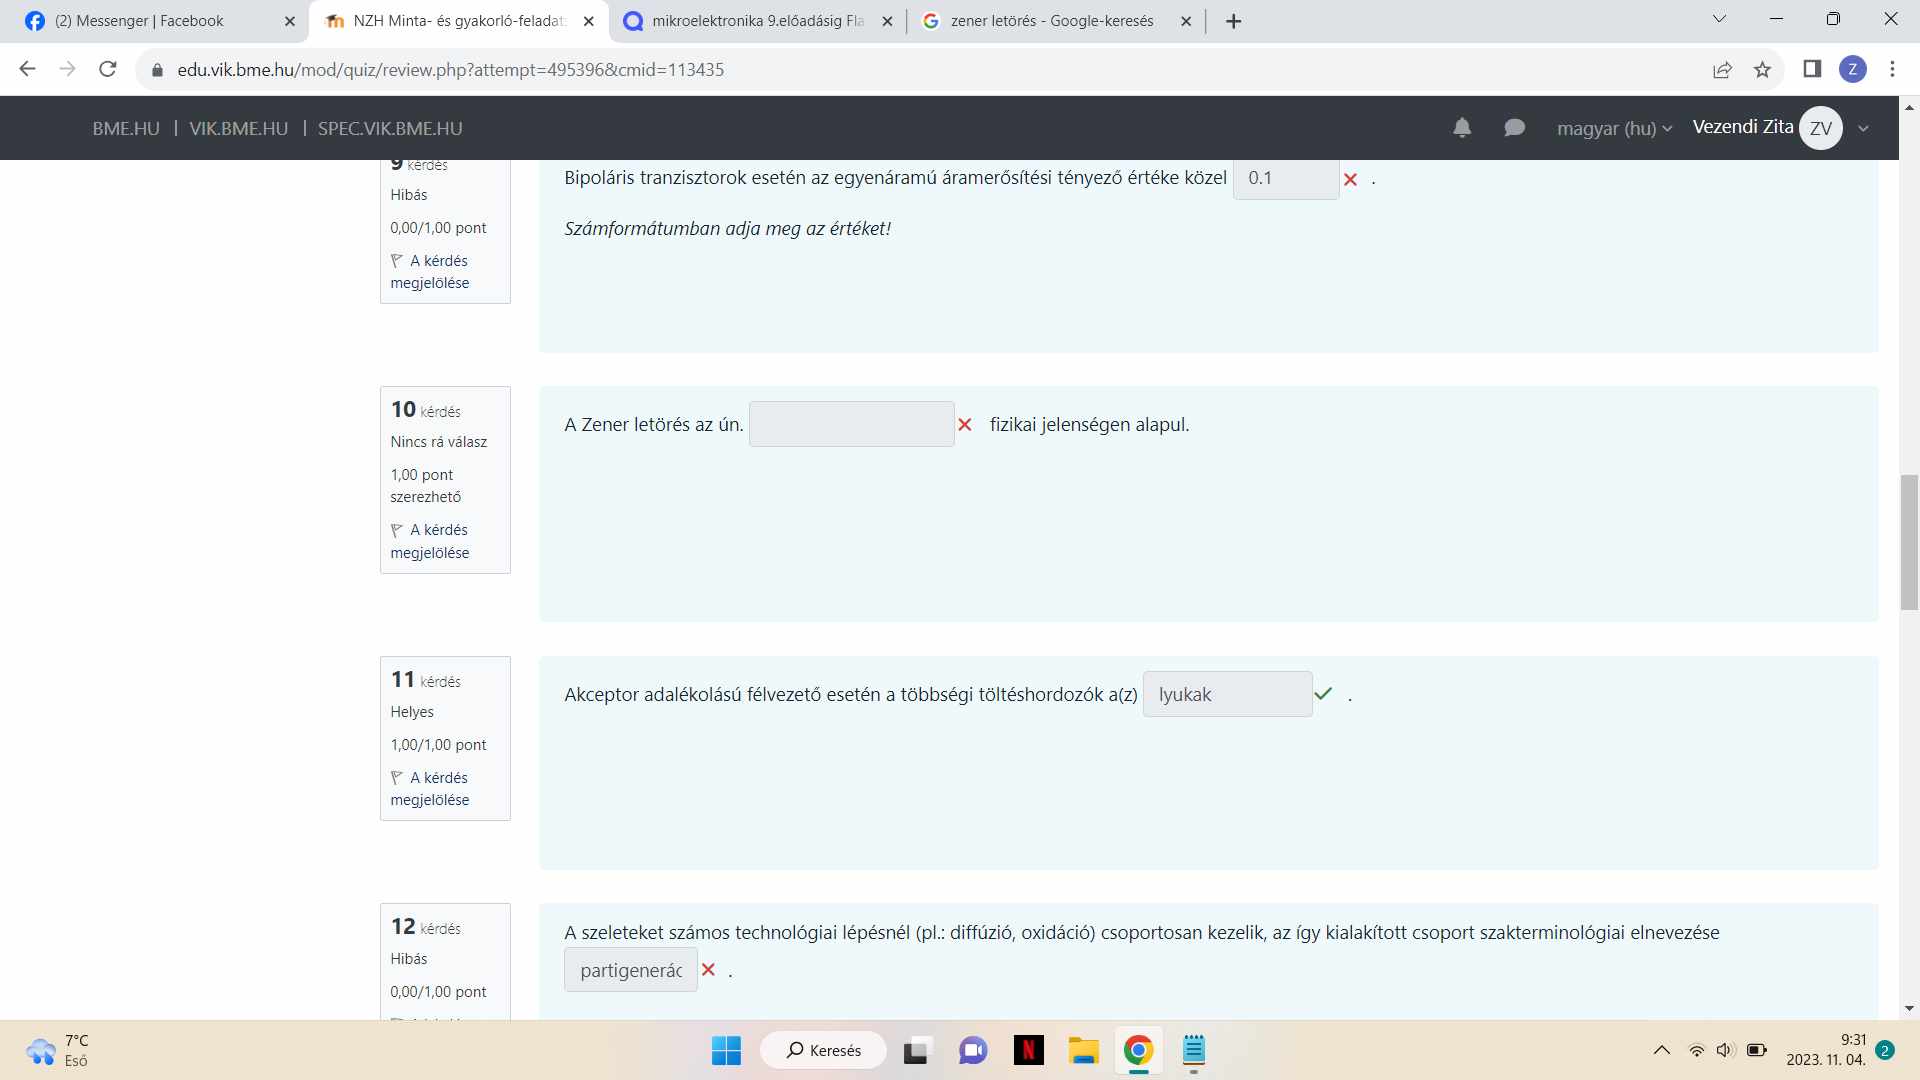 (2) Messenger | Facebook
NZH Minta- és gyakorló-feladat
mikroelektronika 9.előadásig Fla
zener letörés - Google-keresés
edu.vik.bme.hu/mod/quiz/review.php?attempt=495396&cmid=113435
Z
BME.HU | VIK.BME.HU | SPEC.VIK.BME.HU
magyar (hu)
Vezendi Zita
ZV
9 kérdés
Hibás
0,00/1,00 pont
A kérdés
megjelölése
Bipoláris tranzisztorok esetén az egyenáramú áramerősítési tényező értéke közel 0.1 .
Számformátumban adja meg az értéket!
10 kérdés
Nincs rá válasz
1,00 pont
szerezhető
A kérdés
megjelölése
A Zener letörés az ún. fizikai jelenségen alapul.
11 kérdés
Helyes
1,00/1,00 pont
A kérdés
megjelölése
Akceptor adalékolású félvezető esetén a többségi töltéshordozók a(z) lyukak .
12 kérdés
Hibás
0,00/1,00 pont
A szeleteket számos technológiai lépésnél (pl.: diffúzió, oxidáció) csoportosan kezelik, az így kialakított csoport szakterminológiai elnevezése
partigenerác .
7°C
Eső
Keresés
N
9:31
2023. 11. 04.
2